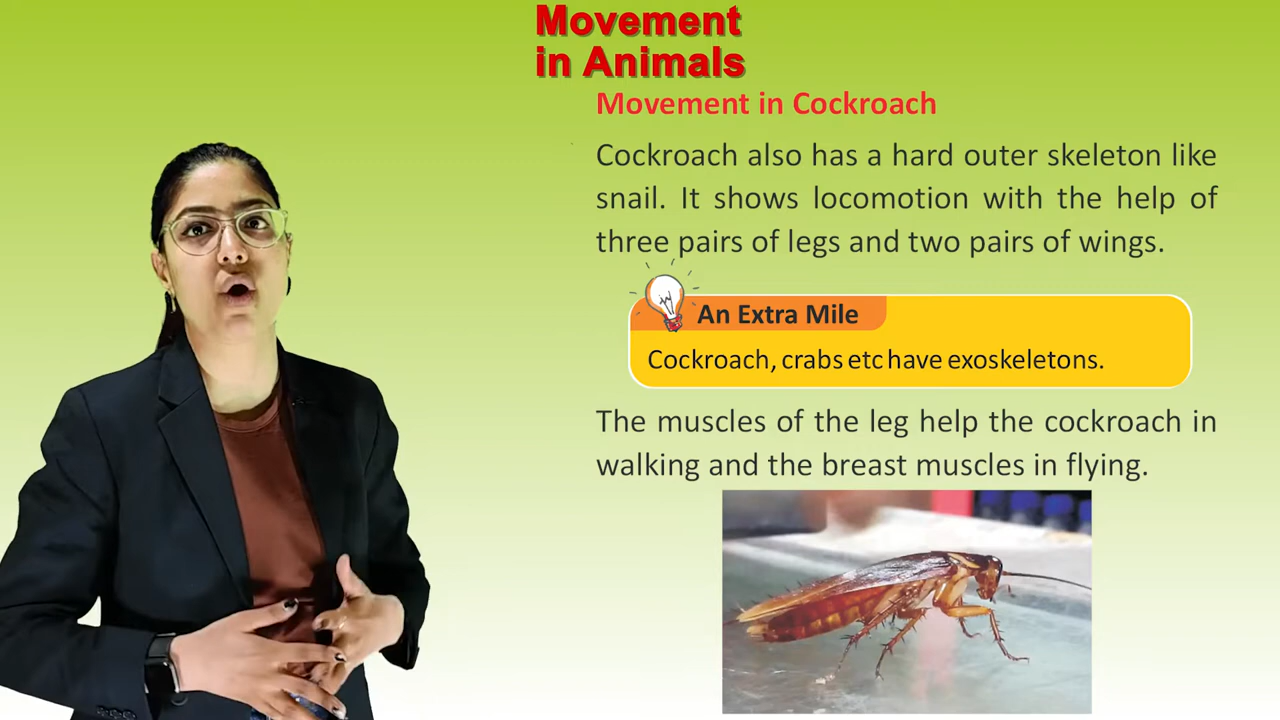 Movement
in Animals
Movement in Cockroach
Cockroach also has a hard outer skeleton like
snail. It shows locomotion with the help of
three pairs of legs and two pairs of wings.
An Extra Mile
Cockroach, crabs etc have exoskeletons.
The muscles of the leg help the cockroach in
walking and the breast muscles in flying.